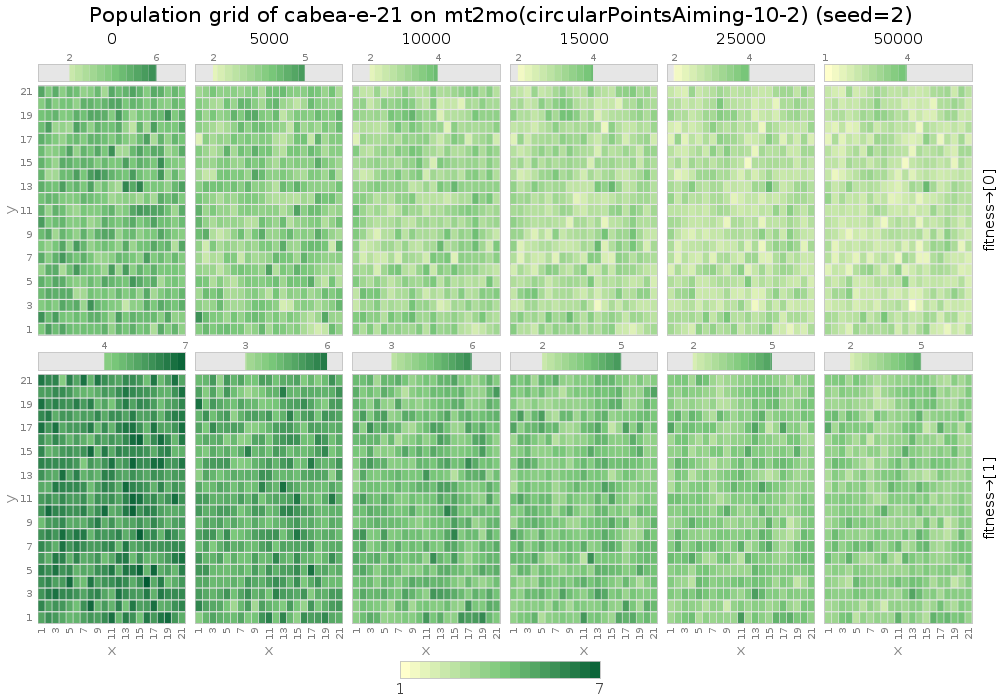 Population grid of cabea-e-21 on mt2mo(circularPointsAiming-10-2) (seed=2)
0 5000 10000 15000 25000 50000
2 6 2 5 2 4 2 4 2 4 1 4
21
19
17
15
13
11
9
7
5
3
1
y
fitness→[0]
4 7 3 6 3 6 2 5 2 5 2 5
21
19
17
15
13
11
9
7
5
3
1
y
fitness→[1]
1 3 5 7 9 11 13 15 17 19 21 1 3 5 7 9 11 13 15 17 19 21 1 3 5 7 9 11 13 15 17 19 21 1 3 5 7 9 11 13 15 17 19 21 1 3 5 7 9 11 13 15 17 19 21 1 3 5 7 9 11 13 15 17 19 21
x x x x x x
1 7